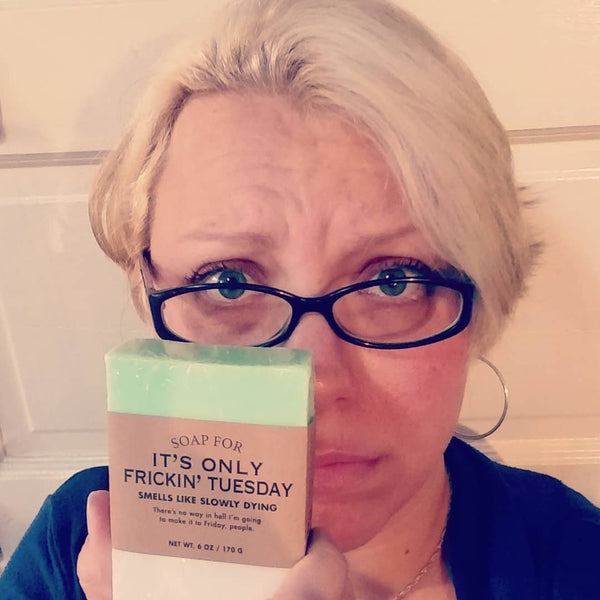 SOAP FOR
IT'S ONLY
FRICKIN' TUESDAY
SMELLS LIKE SLOWLY DYING
There's no way in hell I'm going
to make it to Friday, people.
NET WT. 6 OZ / 170 G